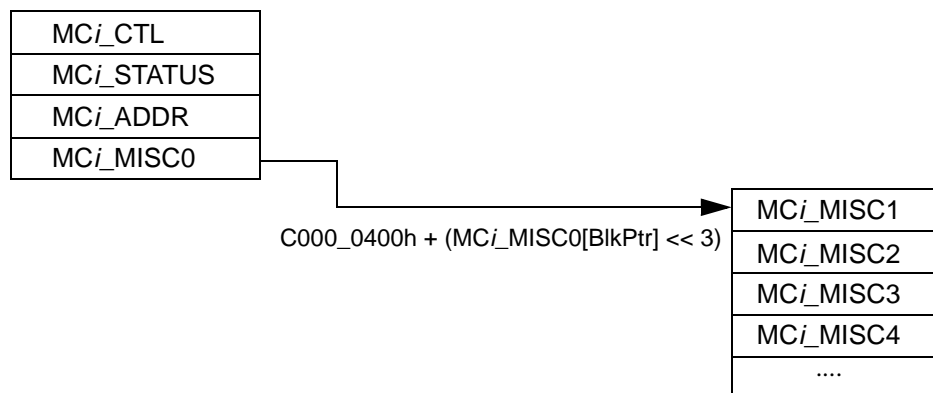 MCi_CTL
MCi_STATUS
MCi_ADDR
MCi_MISC0
C000_0400h + (MCi_MISC0[BlkPtr] << 3)
MCi_MISC1
MCi_MISC2
MCi_MISC3
MCi_MISC4
....